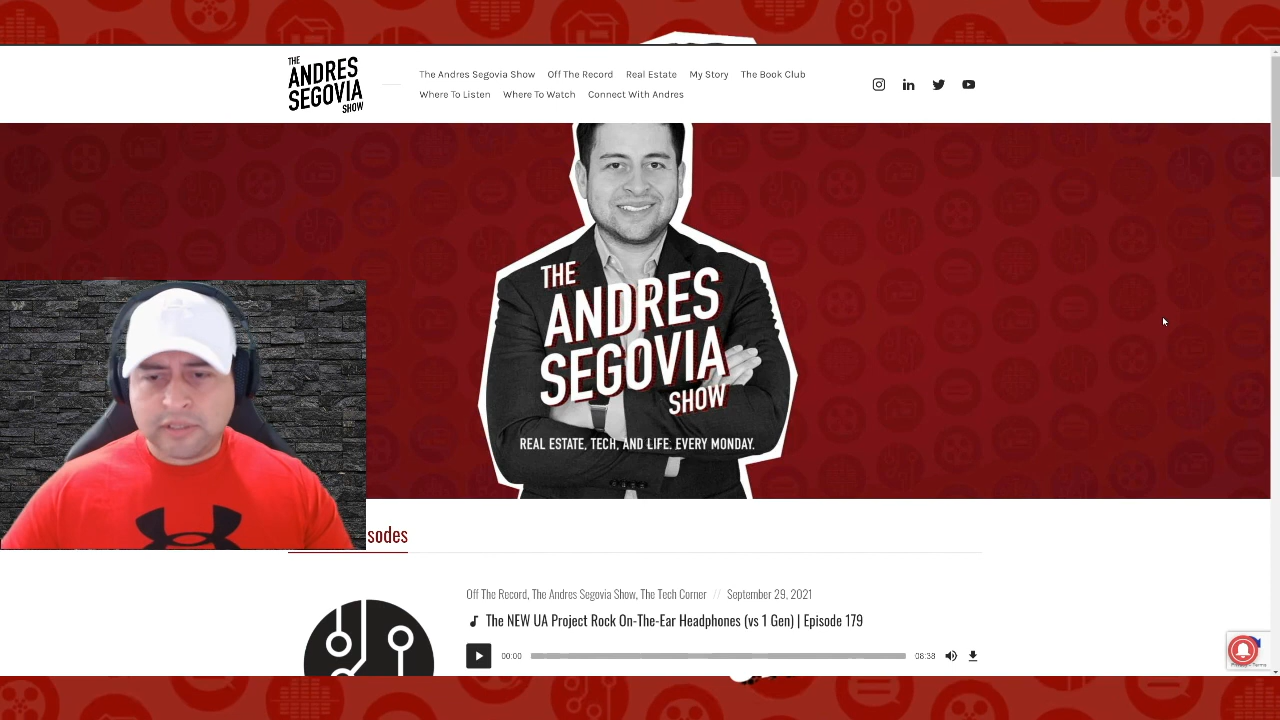 THE
ANDRES
SEGOVIA
SHOW
The Andres Segovia Show Off The Record Real Estate My Story The Book Club
Where To Listen Where To Watch Connect With Andres
THE
ANDRES
SEGOVIA
SHOW
REAL ESTATE, TECH, AND LIFE. EVERY MONDAY.
sodes
Off The Record, The Andres Segovia Show, The Tech Corner // September 29, 2021
The NEW UA Project Rock On-The-Ear Headphones (vs 1 Gen) | Episode 179
00:00 08:38
Privacy - Terms